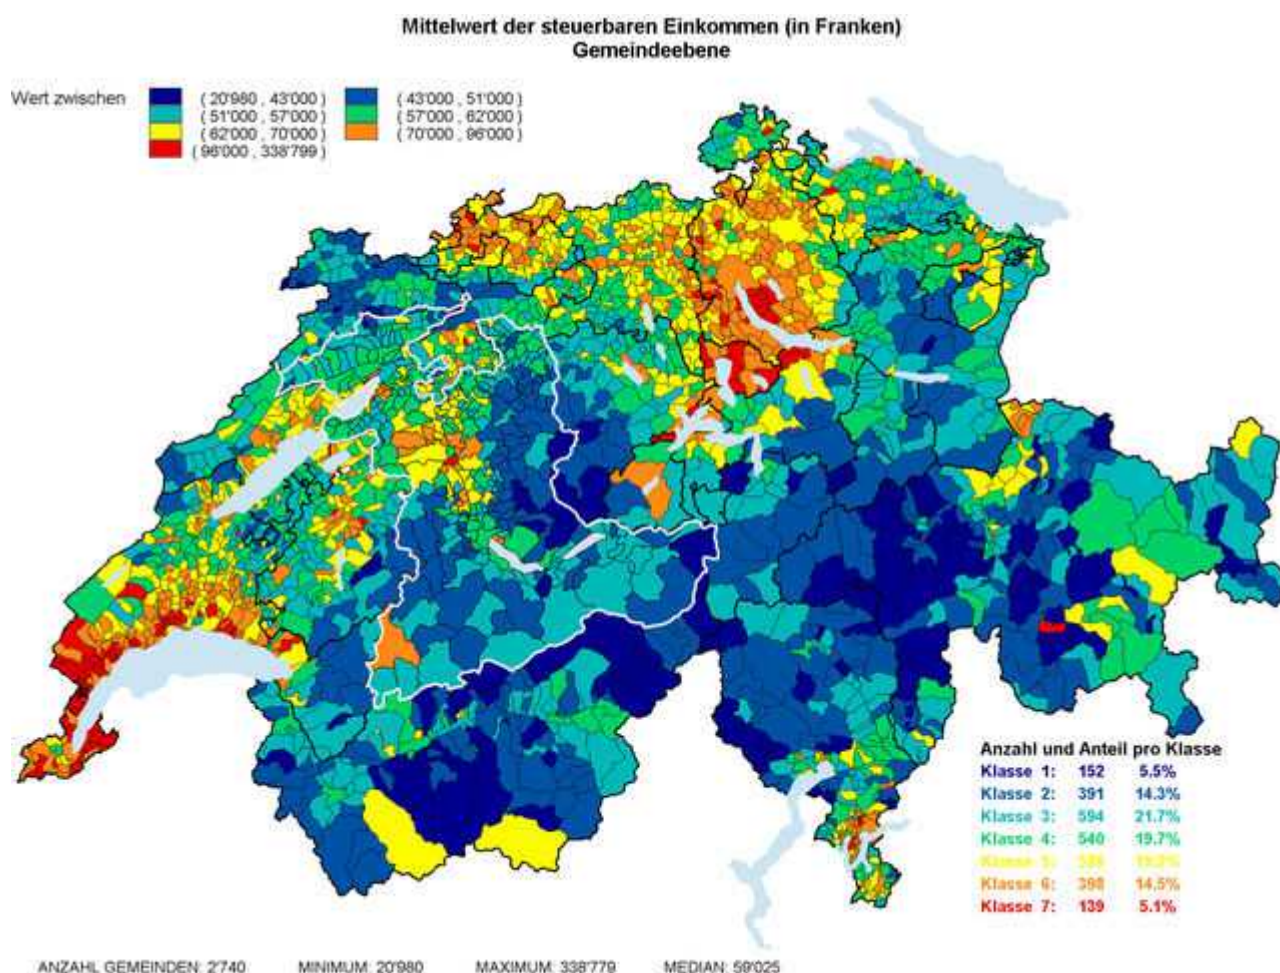 Mittelwert der steuerbaren Einkommen (in Franken)
Gemeindeebene
Wert zwischen
( 20'980 , 43'000 ) ( 43'000 , 51'000 )
( 51'000 , 57'000 ) ( 57'000 , 62'000 )
( 62'000 , 70'000 ) ( 70'000 , 96'000 )
( 96'000 , 338'799 )
Anzahl und Anteil pro Klasse
Klasse 1: 152 5.5%
Klasse 2: 391 14.3%
Klasse 3: 594 21.7%
Klasse 4: 540 19.7%
Klasse 5:
Klasse 6: 398 14.5%
Klasse 7: 139 5.1%
ANZAHL GEMEINDEN: 2'740 MINIMUM: 20'980 MAXIMUM: 338'779 MEDIAN: 59'025